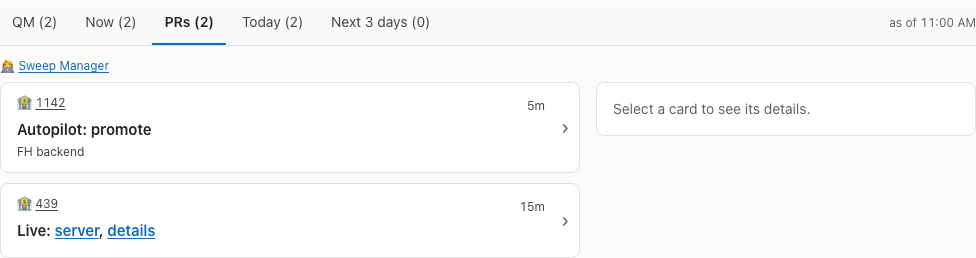 QM (2) Now (2) PRs (2) Today (2) Next 3 days (0) as of 11:00 AM
Sweep Manager
1142 5m
Autopilot: promote
FH backend
439 15m
Live: server, details
Select a card to see its details.